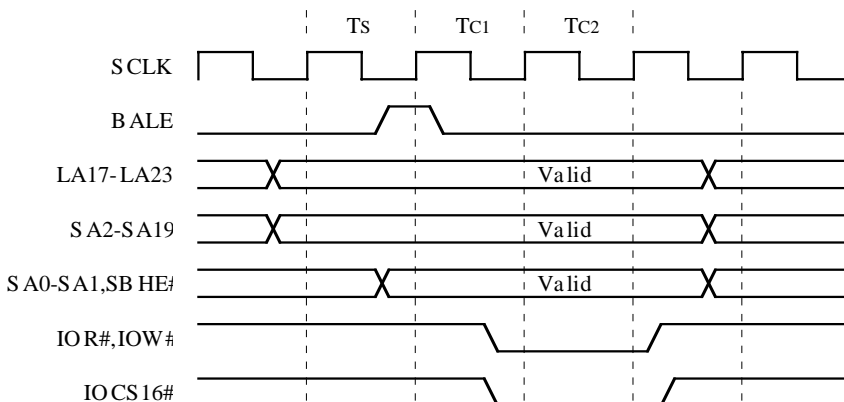 Ts TC1 TC2
SCLK
BALE
LA17-LA23 Valid
SA2-SA19 Valid
SA0-SA1,SBHE# Valid
IOR#,IOW#
IOCS16#